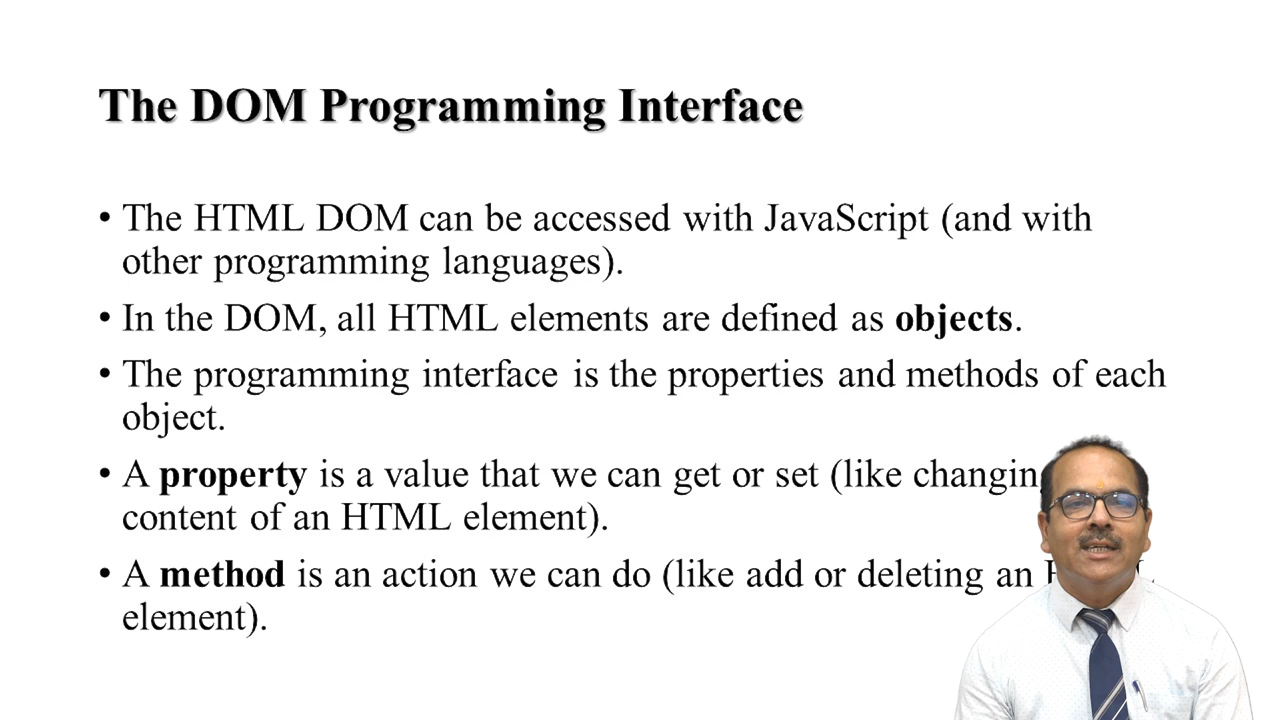 The DOM Programming Interface
• The HTML DOM can be accessed with JavaScript (and with
other programming languages).
• In the DOM, all HTML elements are defined as objects.
• The programming interface is the properties and methods of each
object.
• A property is a value that we can get or set (like changing
content of an HTML element).
• A method is an action we can do (like add or deleting an
element).